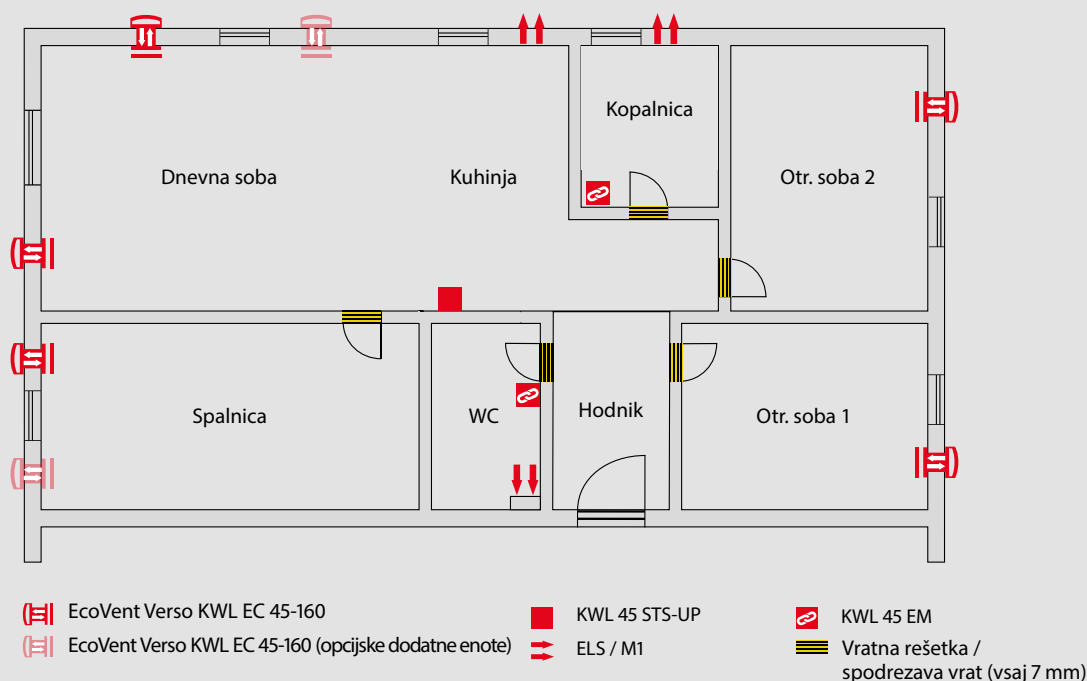 Kopalnica
Dnevna soba
Kuhinja
Otr. soba 2
Spalnica
WC
Hodnik
Otr. soba 1
EcoVent Verso KWL EC 45-160
EcoVent Verso KWL EC 45-160 (opcijske dodatne enote)
KWL 45 STS-UP
ELS / M1
KWL 45 EM
Vratna rešetka /
spodrezava vrat (vsaj 7 mm)